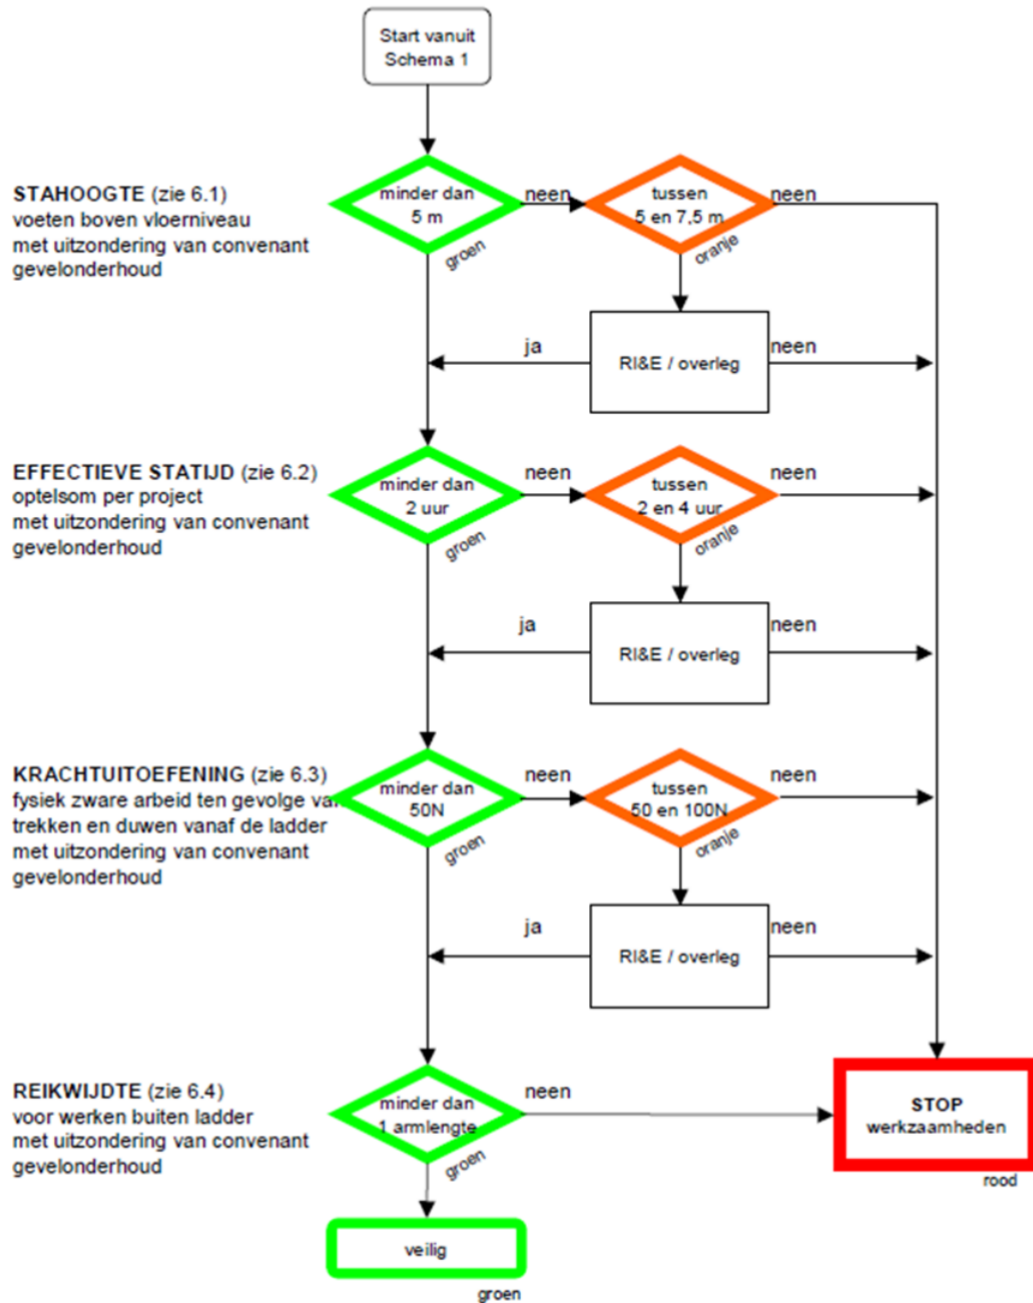 Start vanuit
Schema 1
STAHOOGTE (zie 6.1)
voeten boven vloerniveau
met uitzondering van convenant
gevelonderhoud
minder dan
5 m
groen
neen
tussen
5 en 7,5 m
oranje
neen
ja
RI&E / overleg
neen
EFFECTIEVE STATIJD (zie 6.2)
optelsom per project
met uitzondering van convenant
gevelonderhoud
minder dan
2 uur
groen
neen
tussen
2 en 4 uur
oranje
neen
ja
RI&E / overleg
neen
KRACHTUITOEFENING (zie 6.3)
fysiek zware arbeid ten gevolge va
trekken en duwen vanaf de ladder
met uitzondering van convenant
gevelonderhoud
minder dan
50N
groen
neen
tussen
50 en 100N
oranje
neen
ja
RI&E / overleg
neen
REIKWIJDTE (zie 6.4)
voor werken buiten ladder
met uitzondering van convenant
gevelonderhoud
minder dan
1 armlengte
groen
neen
STOP
werkzaamheden
rood
veilig
groen